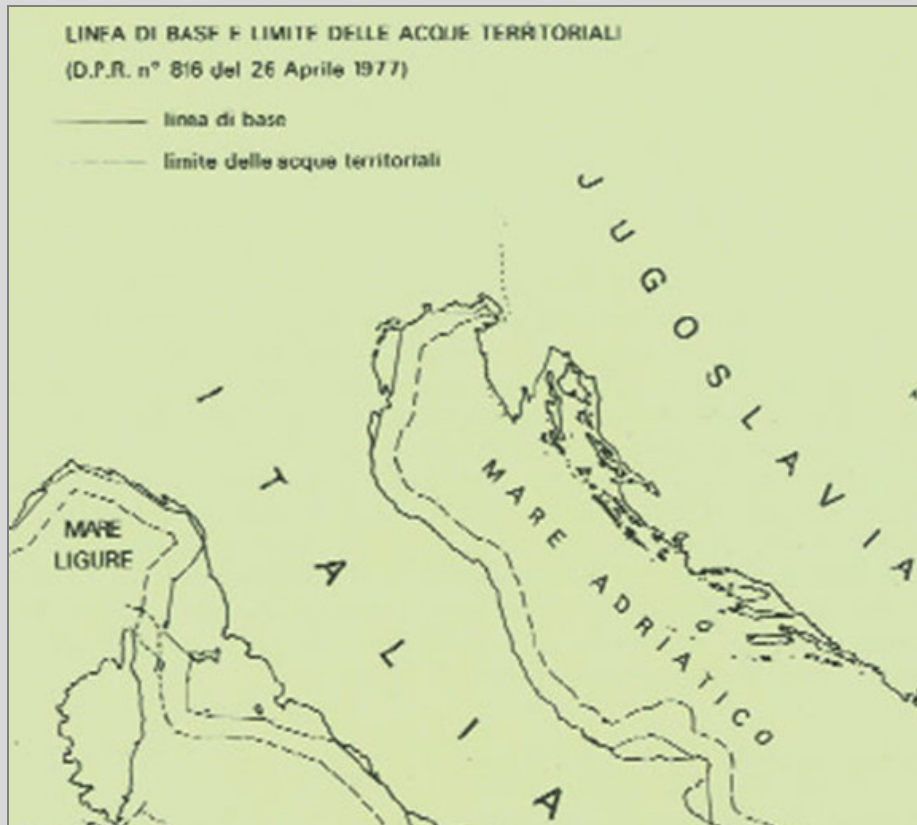 LINEA DI BASE E LIMITE DELLE ACQUE TERRITORIALI
(D.P.R. n° 816 del 26 Aprile 1977)
linea di base
limite delle acque territoriali
JUGOSLAVIA
ITALIA
MARE ADRIATICO
MARE
LIGURE